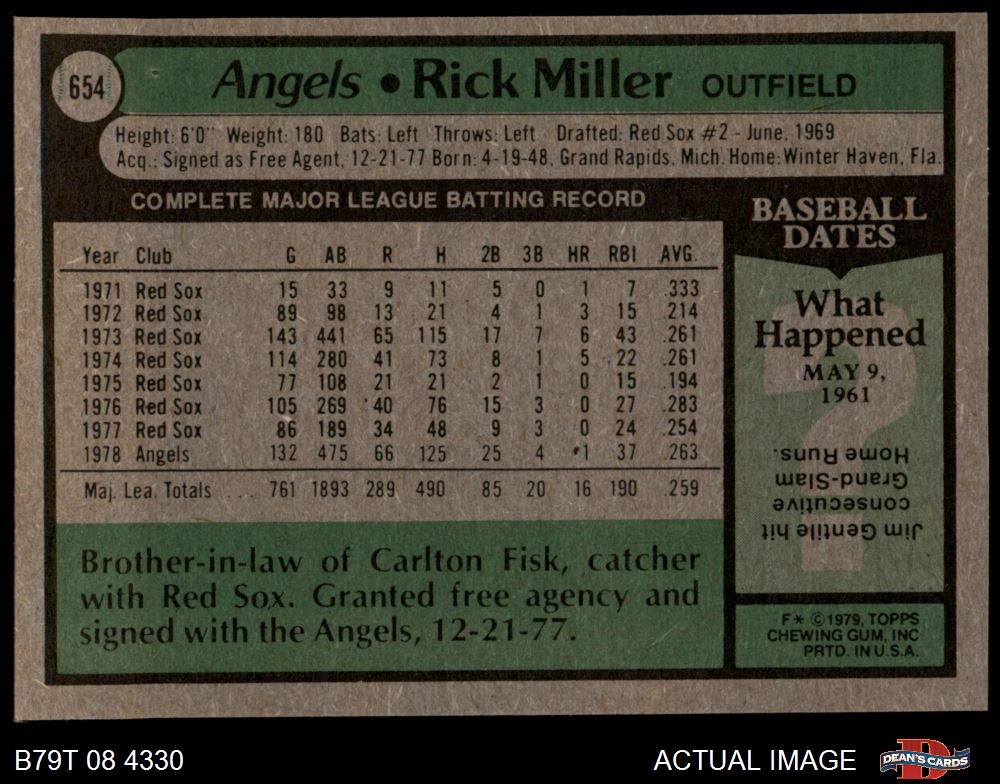 654
Angels • Rick Miller OUTFIELD
Height: 6'0" Weight: 180 Bats: Left Throws: Left Drafted: Red Sox #2 - June, 1969
Acq.: Signed as Free Agent, 12-21-77 Born: 4-19-48, Grand Rapids, Mich. Home: Winter Haven, Fla.
COMPLETE MAJOR LEAGUE BATTING RECORD
Year Club G AB R H 2B 3B HR RBI AVG.
1971 Red Sox 15 33 9 11 5 0 1 7 .333
1972 Red Sox 89 98 13 21 4 1 3 15 .214
1973 Red Sox 143 441 65 115 17 7 6 43 .261
1974 Red Sox 114 280 41 73 8 1 5 22 .261
1975 Red Sox 77 108 21 21 2 1 0 15 .194
1976 Red Sox 105 269 40 76 15 3 0 27 .283
1977 Red Sox 86 189 34 48 9 3 0 24 .254
1978 Angels 132 475 66 125 25 4 1 37 .263
Maj. Lea. Totals ... 761 1893 289 490 85 20 16 190 .259
Brother-in-law of Carlton Fisk, catcher
with Red Sox. Granted free agency and
signed with the Angels, 12-21-77.
BASEBALL
DATES
What
Happened
MAY 9,
1961
?
Jim Gentile hit
consecutive
Grand-Slam
Home Runs.
F* ©1979, TOPPS
CHEWING GUM, INC
PRTD. IN U.S.A.
B79T 08 4330
ACTUAL IMAGE
D
DEAN'S CARDS